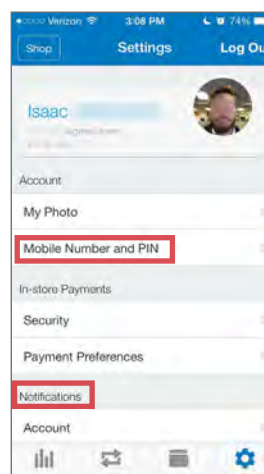 Verizon 3:08 PM 74%
Shop Settings Log Ou
Isaac
Account
My Photo
Mobile Number and PIN
In-store Payments
Security
Payment Preferences
Notifications
Account